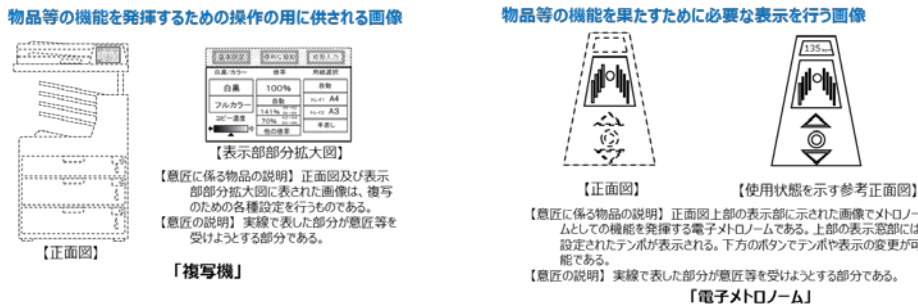 物品等の機能を発揮するための操作の用に供される画像
基本設定
白黒/カラー 倍率 用紙選択
白黒 100% 自動
フルカラー 自動 A4
141% A3
コピー濃度 70% 手差し
他の倍率
【表示部部分拡大図】
【意匠に係る物品の説明】正面図及び表示
部部分拡大図に表された画像は、複写
のための各種設定を行うものである。
【意匠の説明】実線で表した部分が意匠等を
受けようとする部分である。
【正面図】
「複写機」
物品等の機能を果たすために必要な表示を行う画像
135
【正面図】
【使用状態を示す参考正面図】
【意匠に係る物品の説明】正面図上部の表示部に示された画像でメトロノー
ムとしての機能を発揮する電子メトロノームである。上部の表示窓部には
設定されたテンポが表示される。下方のボタンでテンポや表示の変更が可
能である。
【意匠の説明】実線で表した部分が意匠等を受けようとする部分である。
「電子メトロノーム」